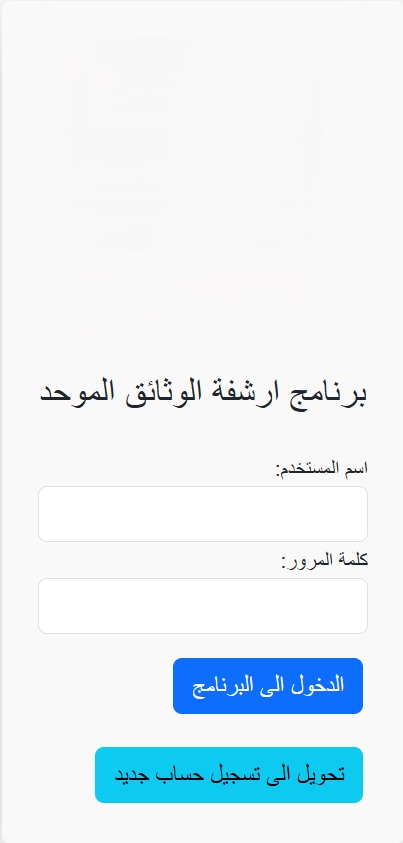 برنامج ارشفة الوثائق الموحد
اسم المستخدم:
كلمة المرور:
الدخول الى البرنامج
تحويل الى تسجيل حساب جديد